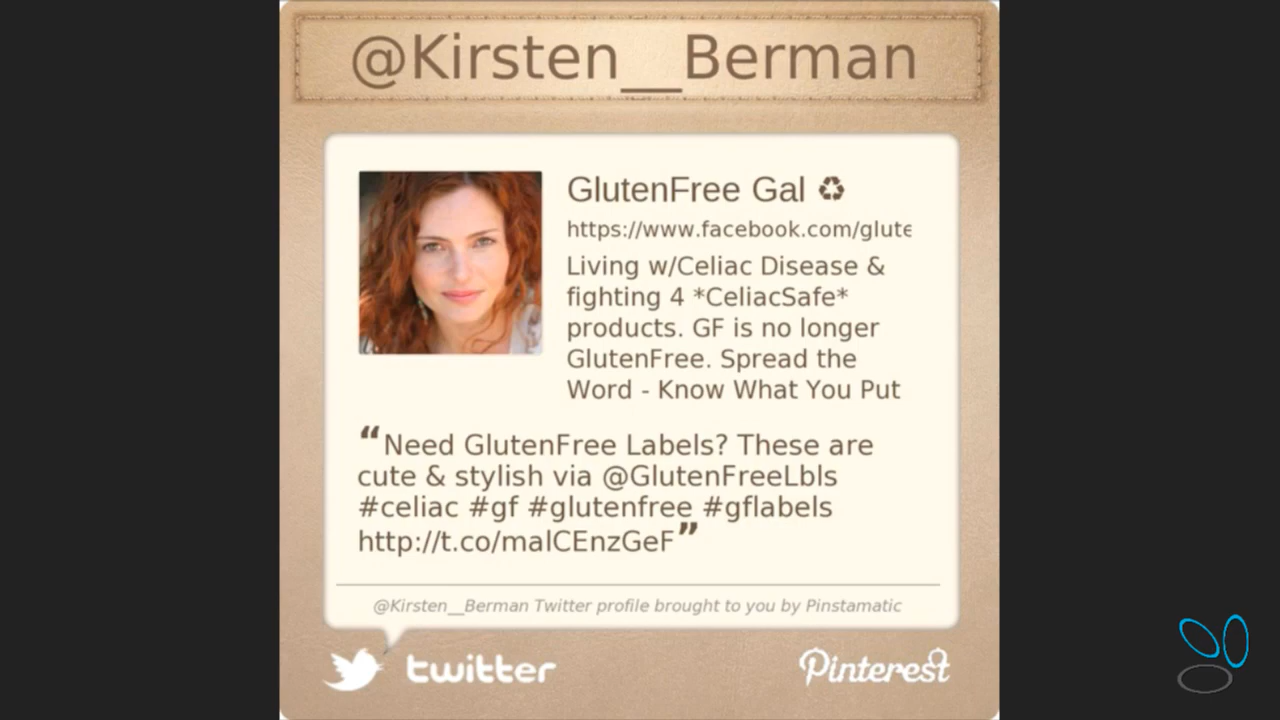 @Kirsten__Berman
GlutenFree Gal ♻
https://www.facebook.com/glute
Living w/Celiac Disease &
fighting 4 *CeliacSafe*
products. GF is no longer
GlutenFree. Spread the
Word - Know What You Put
“Need GlutenFree Labels? These are
cute & stylish via @GlutenFreeLbls
#celiac #gf #glutenfree #gflabels
http://t.co/malCEnzGeF”
@Kirsten__Berman Twitter profile brought to you by Pinstamatic
twitter
Pinterest